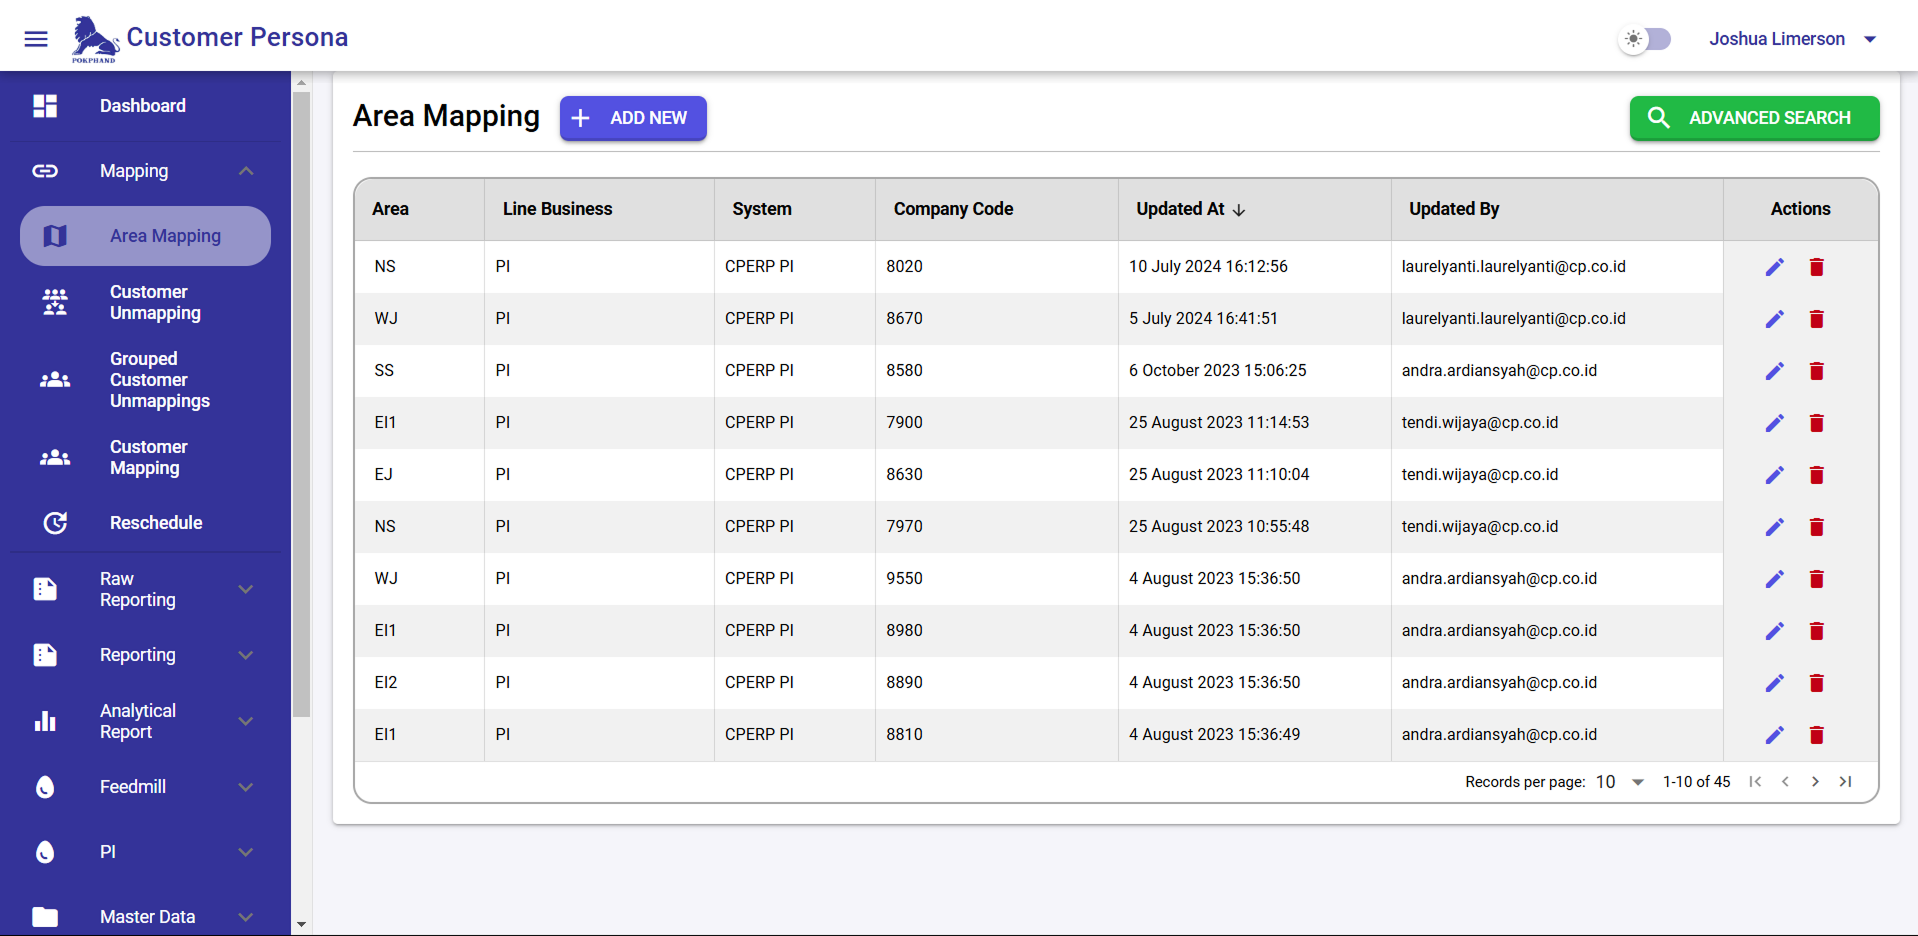 POKPHAND
Customer Persona
Joshua Limerson
Dashboard
Mapping
Area Mapping
Customer
Unmapping
Grouped
Customer
Unmappings
Customer
Mapping
Reschedule
Raw
Reporting
Reporting
Analytical
Report
Feedmill
PI
Master Data
Area Mapping
ADD NEW
ADVANCED SEARCH
Area Line Business System Company Code Updated At Updated By Actions
NS PI CPERP PI 8020 10 July 2024 16:12:56 laurelyanti.laurelyanti@cp.co.id
WJ PI CPERP PI 8670 5 July 2024 16:41:51 laurelyanti.laurelyanti@cp.co.id
SS PI CPERP PI 8580 6 October 2023 15:06:25 andra.ardiansyah@cp.co.id
EI1 PI CPERP PI 7900 25 August 2023 11:14:53 tendi.wijaya@cp.co.id
EJ PI CPERP PI 8630 25 August 2023 11:10:04 tendi.wijaya@cp.co.id
NS PI CPERP PI 7970 25 August 2023 10:55:48 tendi.wijaya@cp.co.id
WJ PI CPERP PI 9550 4 August 2023 15:36:50 andra.ardiansyah@cp.co.id
EI1 PI CPERP PI 8980 4 August 2023 15:36:50 andra.ardiansyah@cp.co.id
EI2 PI CPERP PI 8890 4 August 2023 15:36:50 andra.ardiansyah@cp.co.id
EI1 PI CPERP PI 8810 4 August 2023 15:36:49 andra.ardiansyah@cp.co.id
Records per page: 10 1-10 of 45